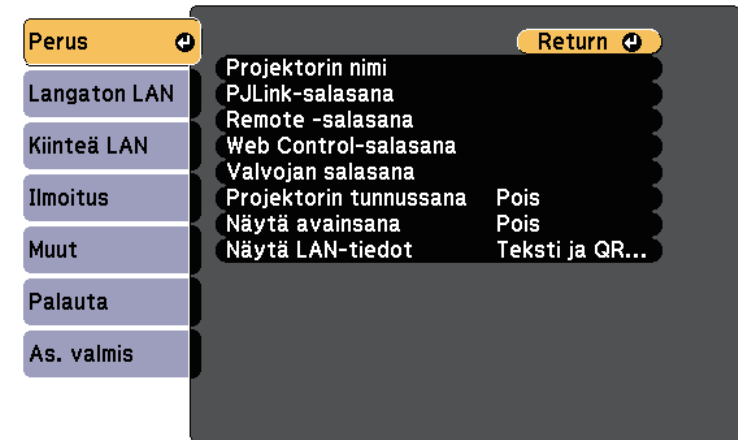 Perus
Langaton LAN
Kiinteä LAN
Ilmoitus
Muut
Palauta
As. valmis
Return
Projektorin nimi
PJLink-salasana
Remote -salasana
Web Control-salasana
Valvojan salasana
Projektorin tunnussana Pois
Näytä avainsana Pois
Näytä LAN-tiedot Teksti ja QR...